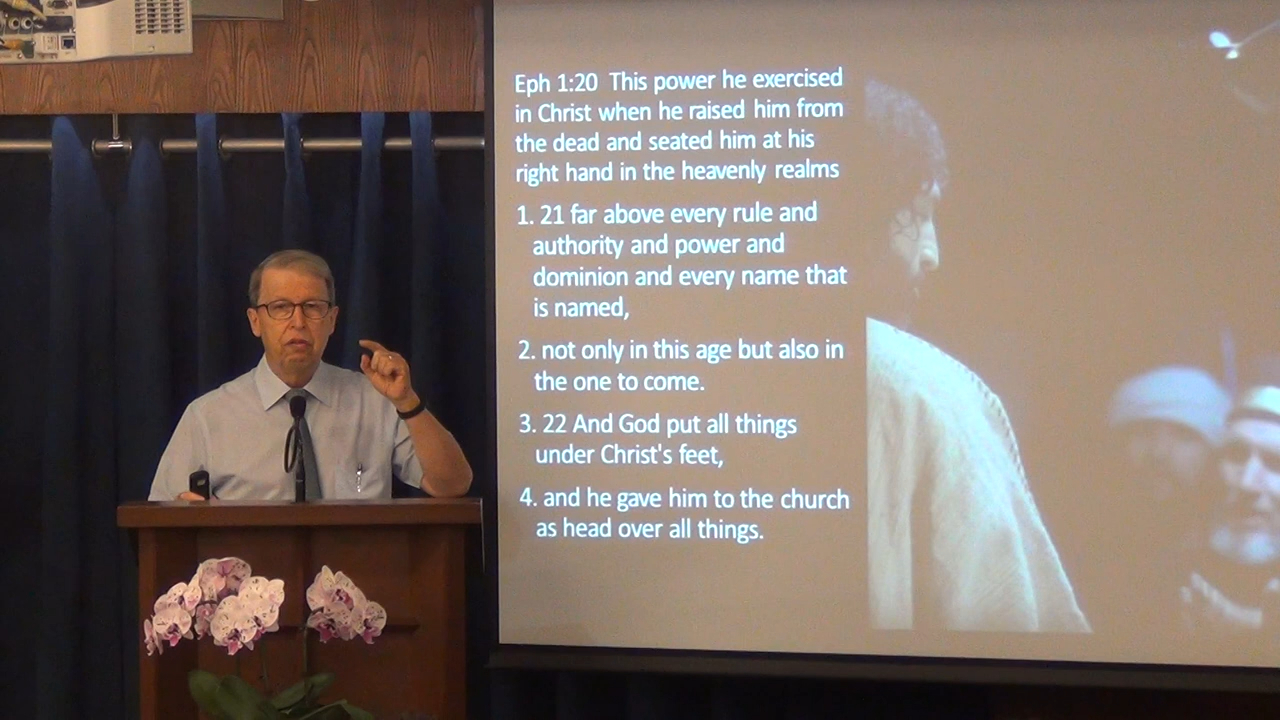 Eph 1:20 This power he exercised
in Christ when he raised him from
the dead and seated him at his
right hand in the heavenly realms
1. 21 far above every rule and
authority and power and
dominion and every name that
is named,
2. not only in this age but also in
the one to come.
3. 22 And God put all things
under Christ's feet,
4. and he gave him to the church
as head over all things.